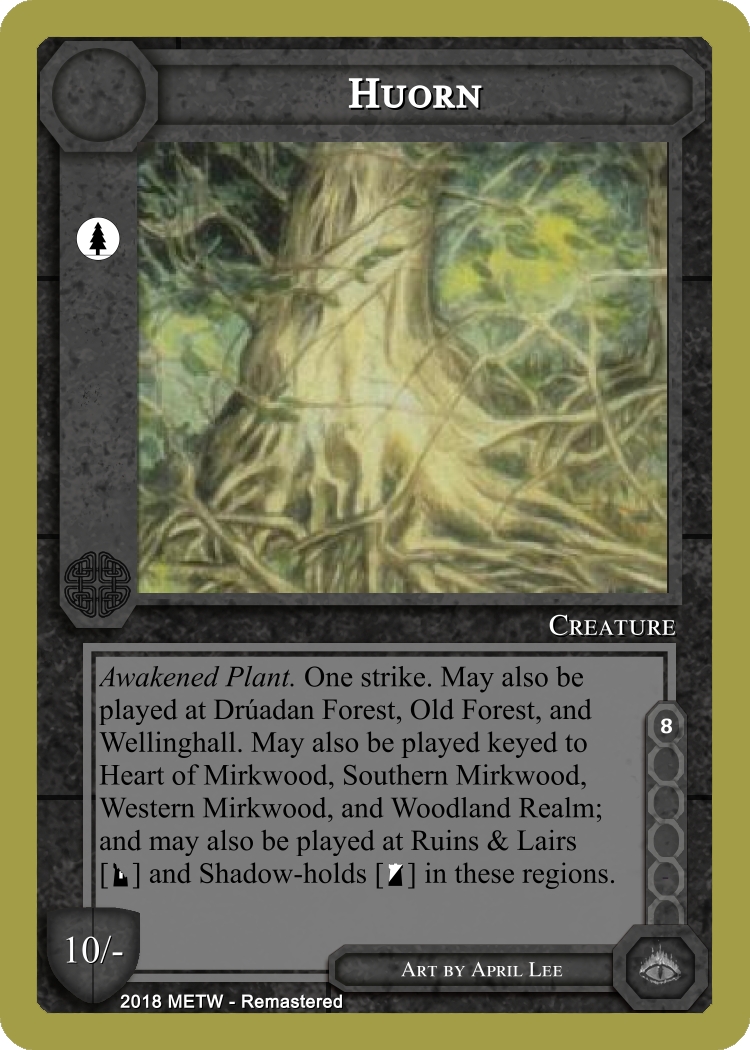 Huorn
Creature
Awakened Plant. One strike. May also be
played at Drúadan Forest, Old Forest, and
Wellinghall. May also be played keyed to
Heart of Mirkwood, Southern Mirkwood,
Western Mirkwood, and Woodland Realm;
and may also be played at Ruins & Lairs
[] and Shadow-holds [] in these regions.
8
10/-
Art by April Lee
2018 METW - Remastered